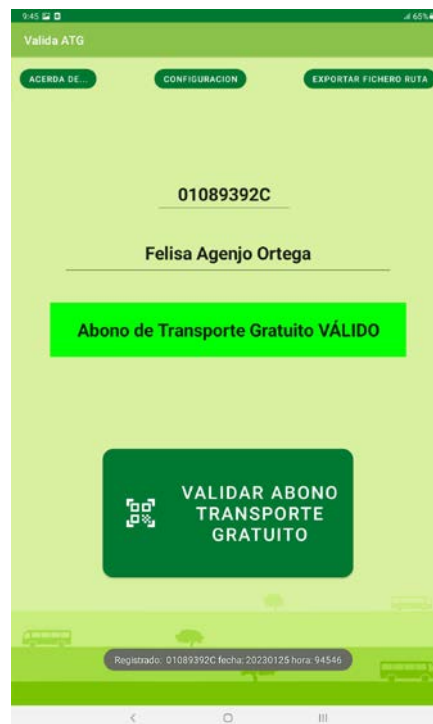 9:45
65%
Valida ATG
ACERDA DE...
CONFIGURACION
EXPORTAR FICHERO RUTA
01089392C
Felisa Agenjo Ortega
Abono de Transporte Gratuito VÁLIDO
VALIDAR ABONO
TRANSPORTE
GRATUITO
Registrado: 01089392C fecha: 20230125 hora: 94546